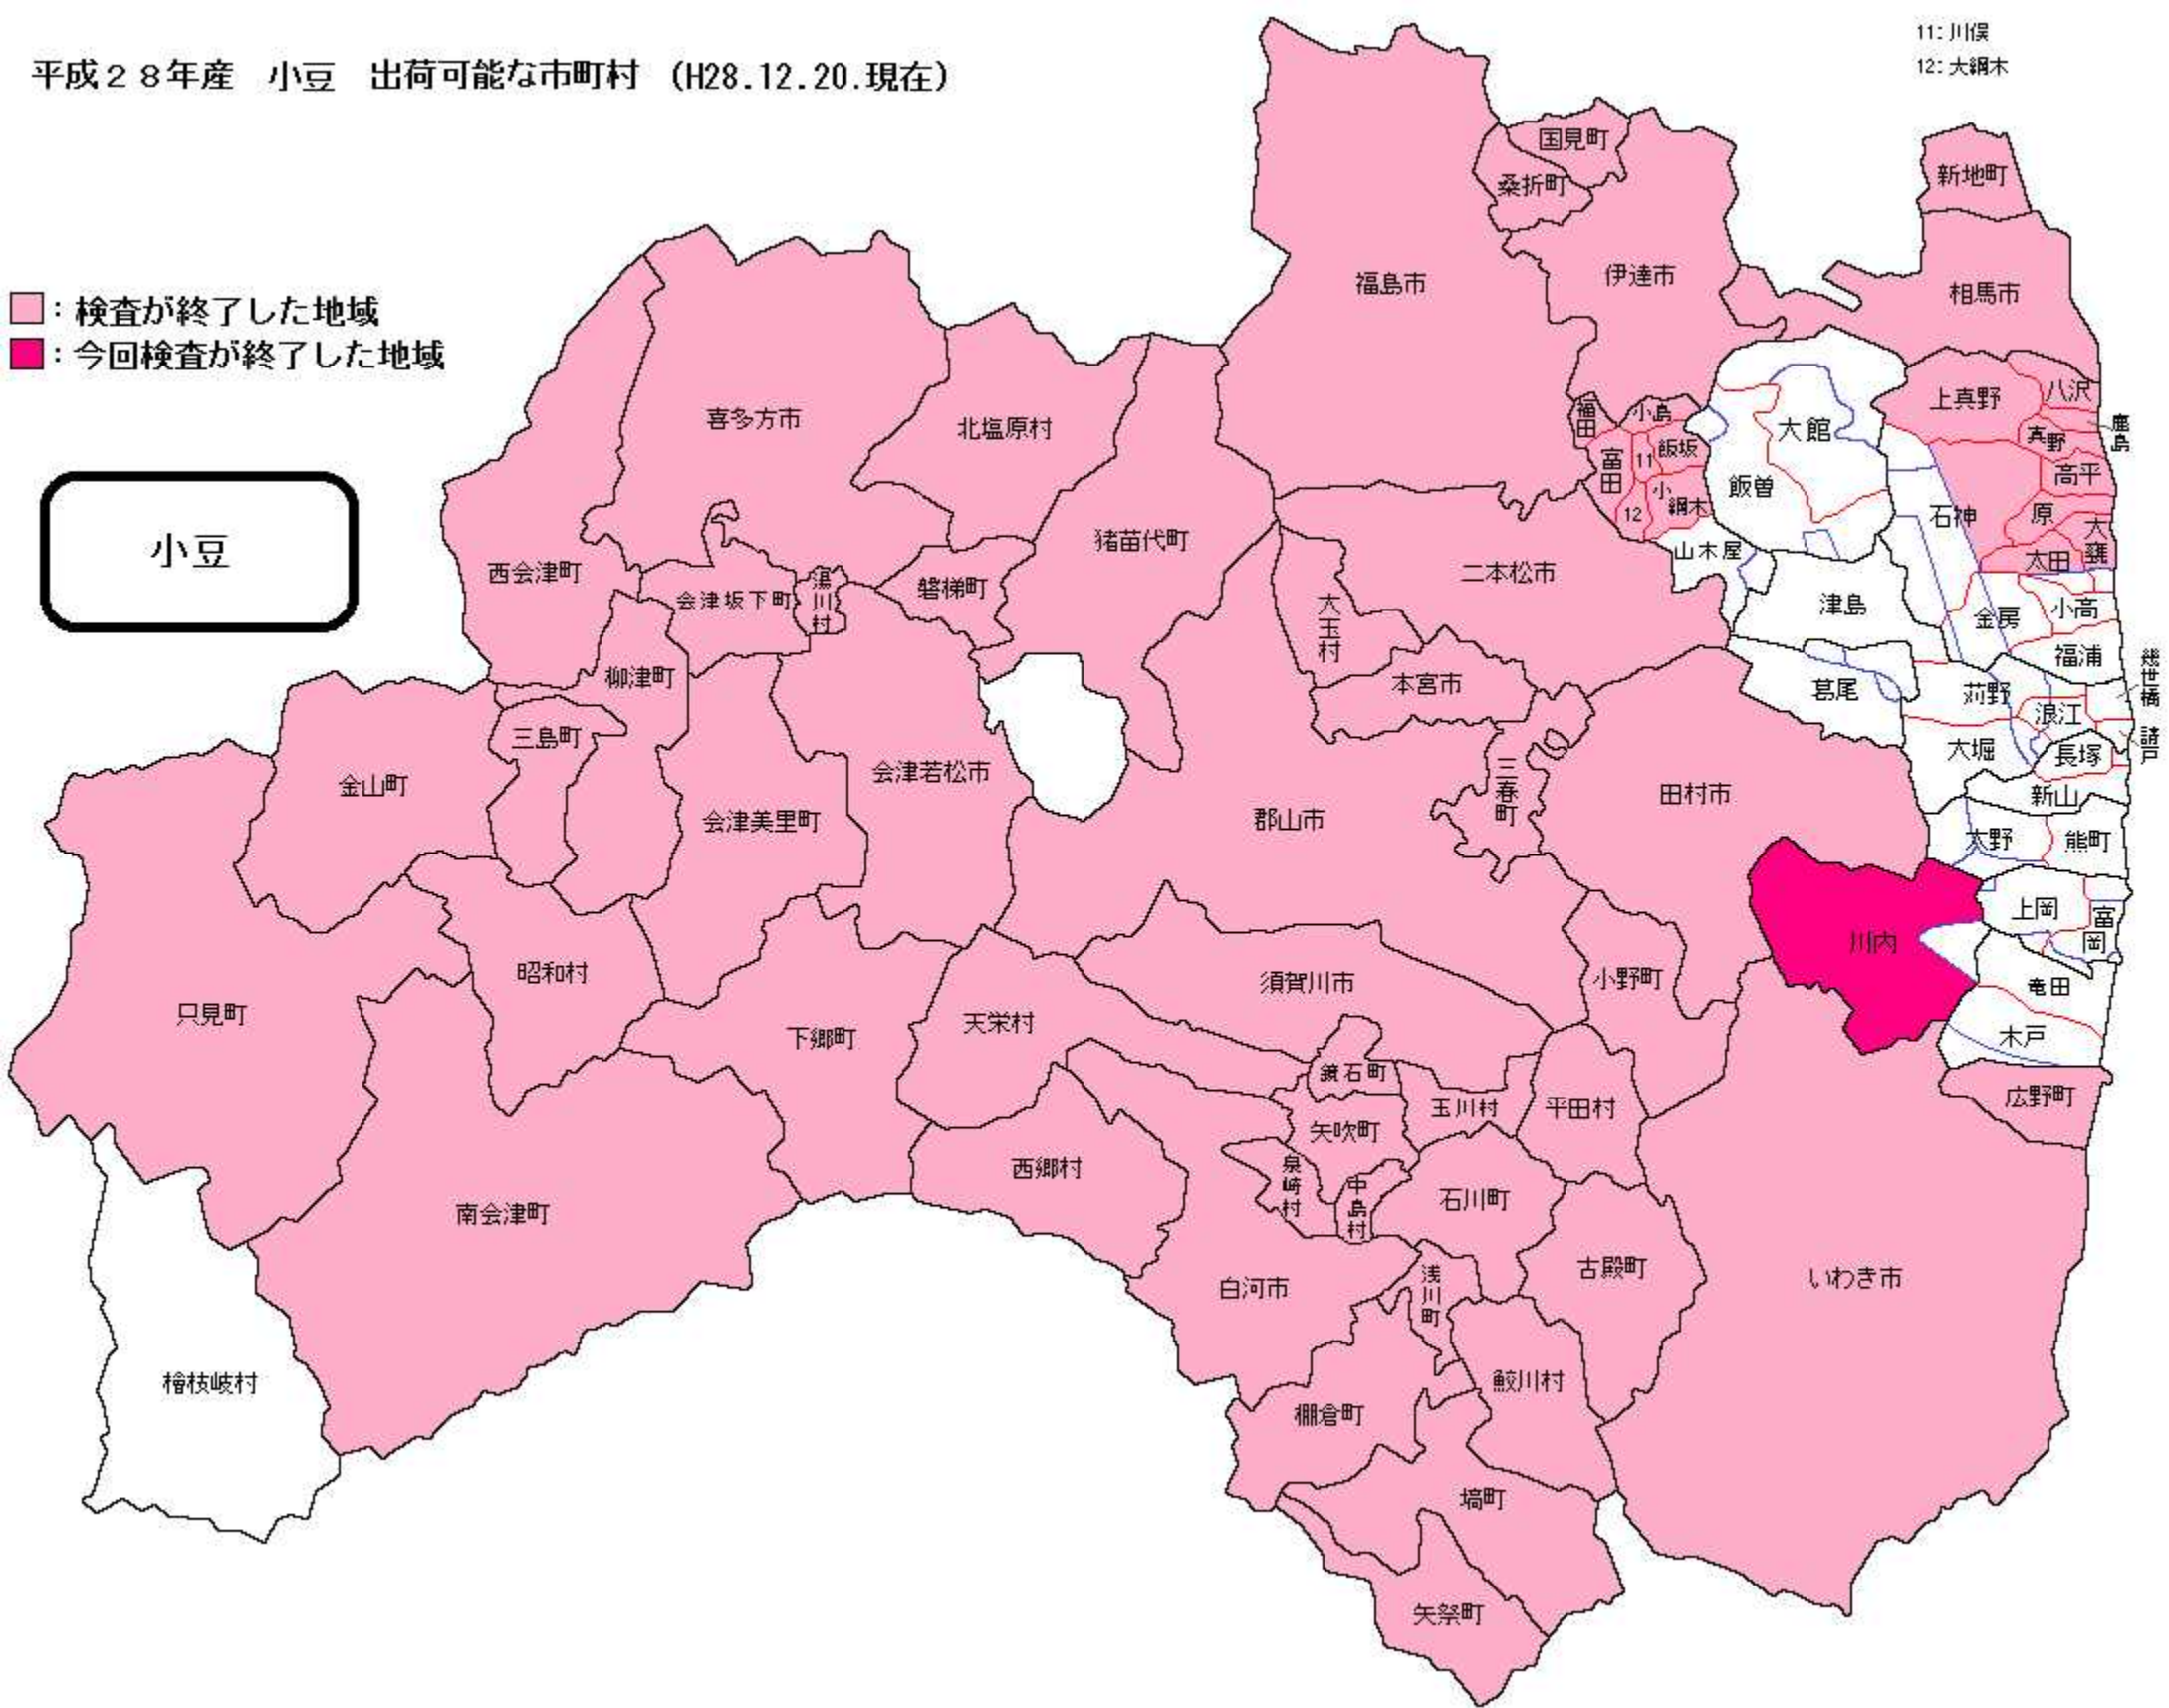 平成２８年産　小豆　出荷可能な市町村　(H28.12.20.現在)
11: 川俣
12: 大綱木
：検査が終了した地域
：今回検査が終了した地域
小豆
国見町
桑折町
新地町
福島市
伊達市
相馬市
喜多方市
北塩原村
福田
小島
富田
11
飯坂
小綱木
12
大館
飯曽
上真野
八沢
鹿島
真野
高平
石神
原
大甕
太田
猪苗代町
西会津町
会津坂下町
湯川村
磐梯町
二本松市
山木屋
大玉村
津島
金房
小高
福浦
柳津町
本宮市
葛尾
苅野
浪江
幾世橋
請戸
三島町
金山町
会津若松市
大堀
長塚
三春町
田村市
新山
会津美里町
郡山市
大野
熊町
上岡
富岡
川内
昭和村
須賀川市
小野町
竜田
只見町
下郷町
天栄村
木戸
鏡石町
玉川村
平田村
広野町
矢吹町
西郷村
泉崎村
中島村
石川町
南会津町
白河市
浅川町
古殿町
いわき市
檜枝岐村
棚倉町
鮫川村
塙町
矢祭町